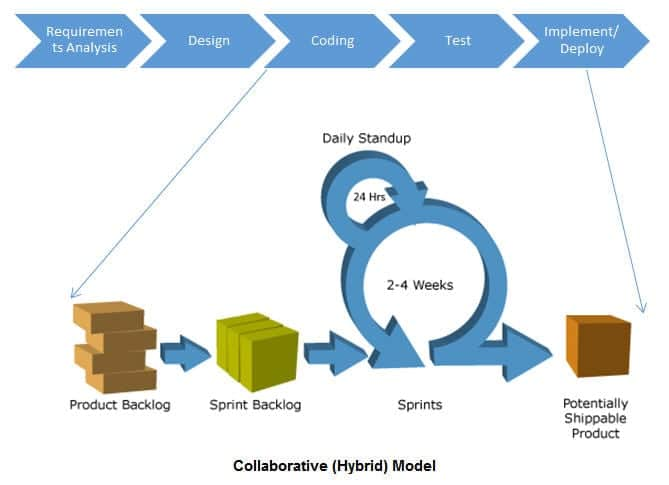 Requiremen
ts Analysis
Design
Coding
Test
Implement/
Deploy
Daily Standup
24 Hrs
2-4 Weeks
Product Backlog
Sprint Backlog
Sprints
Potentially
Shippable
Product
Collaborative (Hybrid) Model